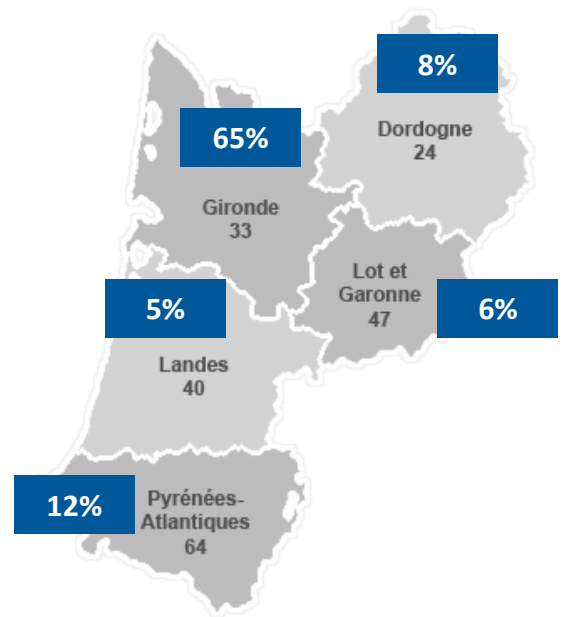 8%
Dordogne
24
65%
Gironde
33
Lot et
Garonne
47
6%
5%
Landes
40
12%
Pyrénées-
Atlantiques
64